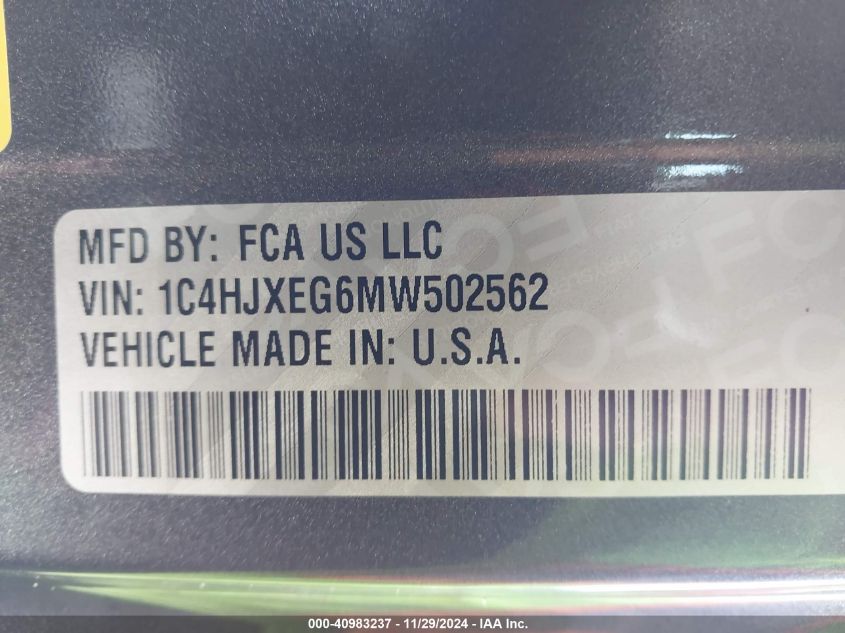 MFD BY: FCA US LLC
VIN: 1C4HJXEG6MW502562
VEHICLE MADE IN: U.S.A.
000-40983237 - 11/29/2024 - IAA Inc.